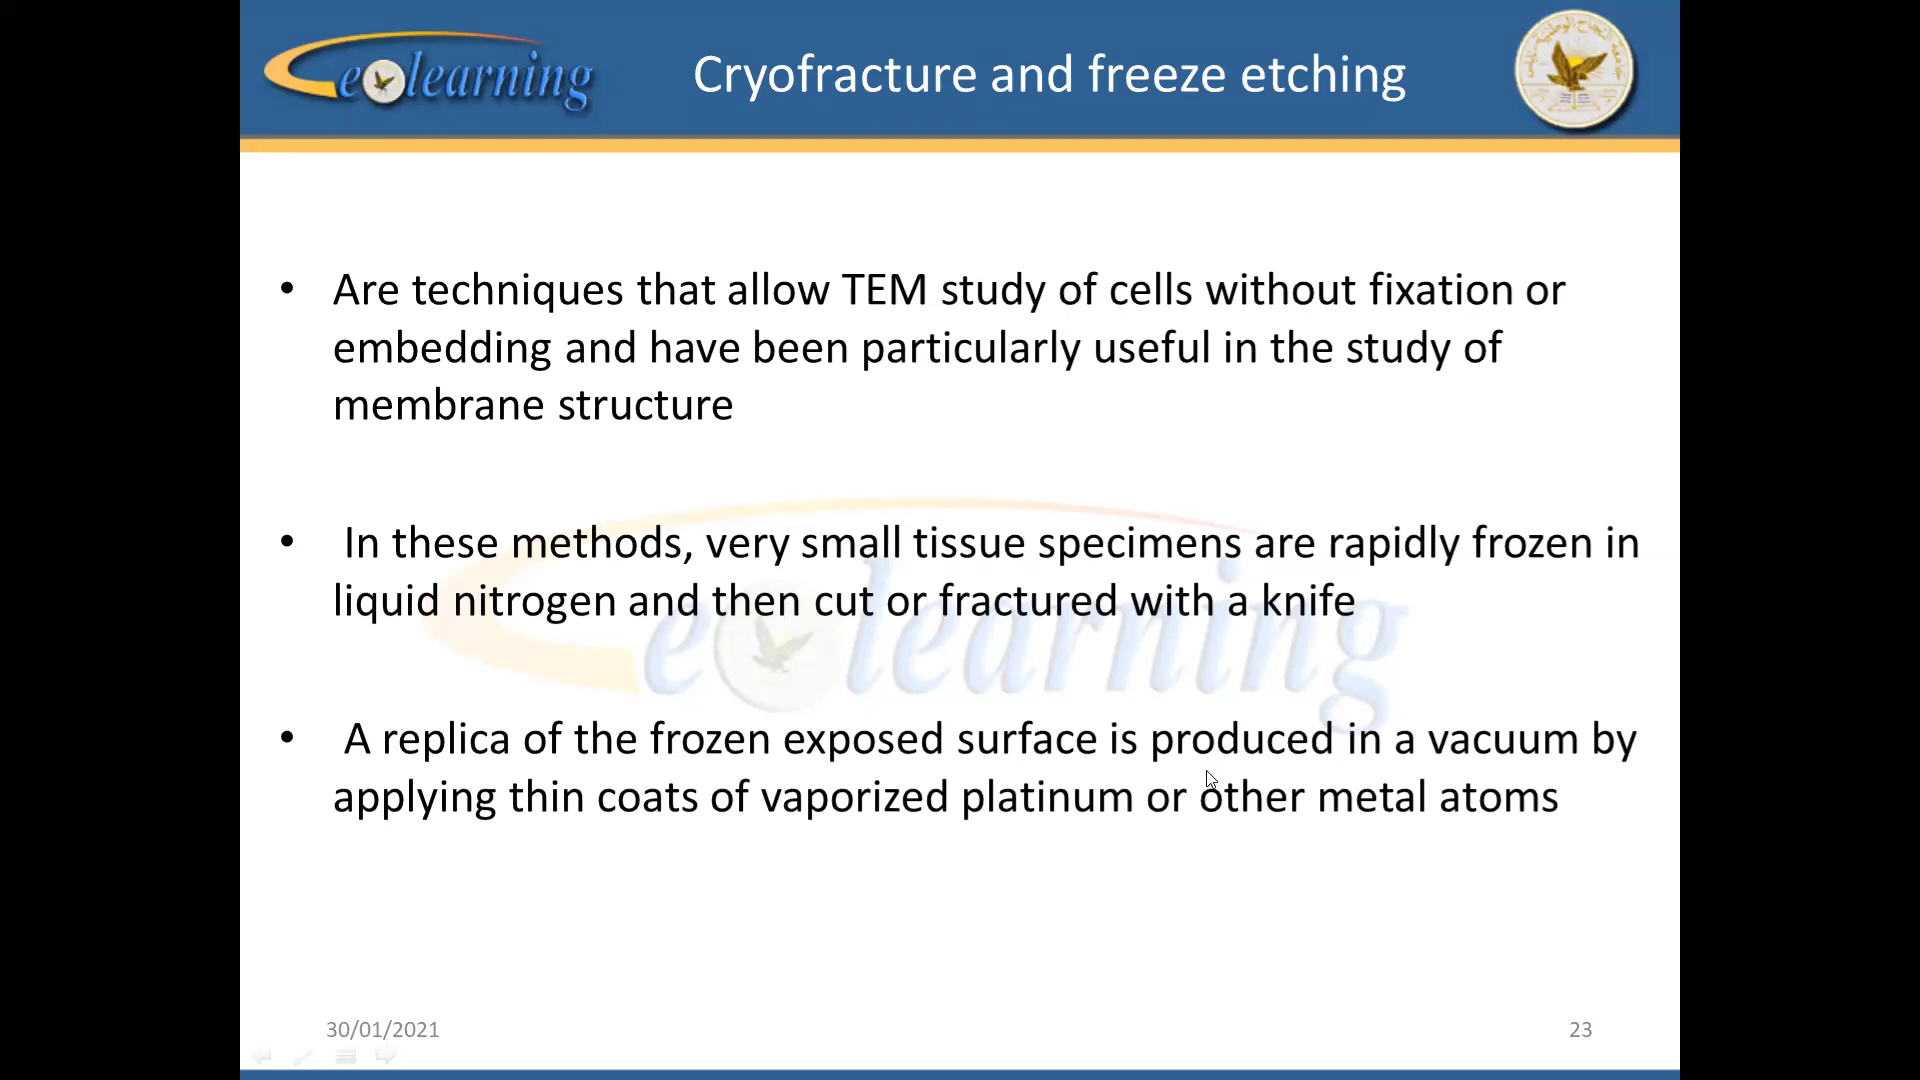 eolearning
Cryofracture and freeze etching
• Are techniques that allow TEM study of cells without fixation or
embedding and have been particularly useful in the study of
membrane structure
• In these methods, very small tissue specimens are rapidly frozen in
liquid nitrogen and then cut or fractured with a knife
• A replica of the frozen exposed surface is produced in a vacuum by
applying thin coats of vaporized platinum or other metal atoms
eolearning
30/01/2021
23